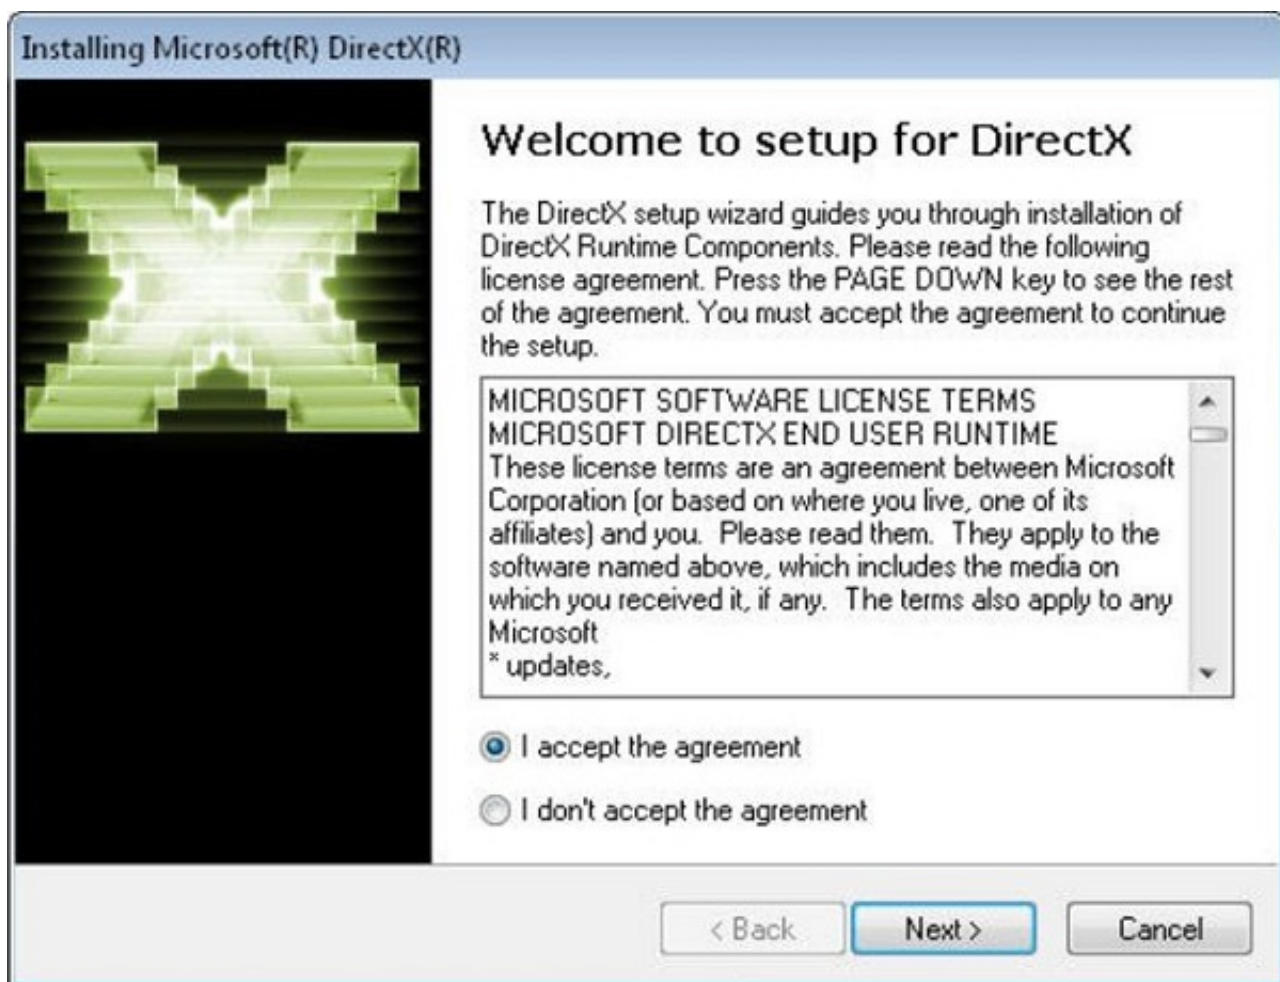 Installing Microsoft(R) DirectX(R)
Welcome to setup for DirectX
The DirectX setup wizard guides you through installation of
DirectX Runtime Components. Please read the following
license agreement. Press the PAGE DOWN key to see the rest
of the agreement. You must accept the agreement to continue
the setup.
MICROSOFT SOFTWARE LICENSE TERMS
MICROSOFT DIRECTX END USER RUNTIME
These license terms are an agreement between Microsoft
Corporation (or based on where you live, one of its
affiliates) and you.  Please read them.  They apply to the
software named above, which includes the media on
which you received it, if any.  The terms also apply to any
Microsoft
* updates,
I accept the agreement
I don't accept the agreement
< Back
Next >
Cancel